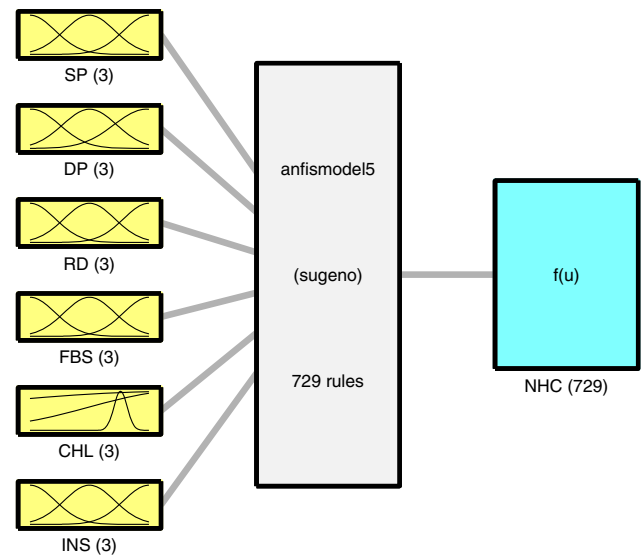 SP (3)
DP (3)
RD (3)
FBS (3)
CHL (3)
INS (3)
anfismodel5
(sugeno)
729 rules
f(u)
NHC (729)